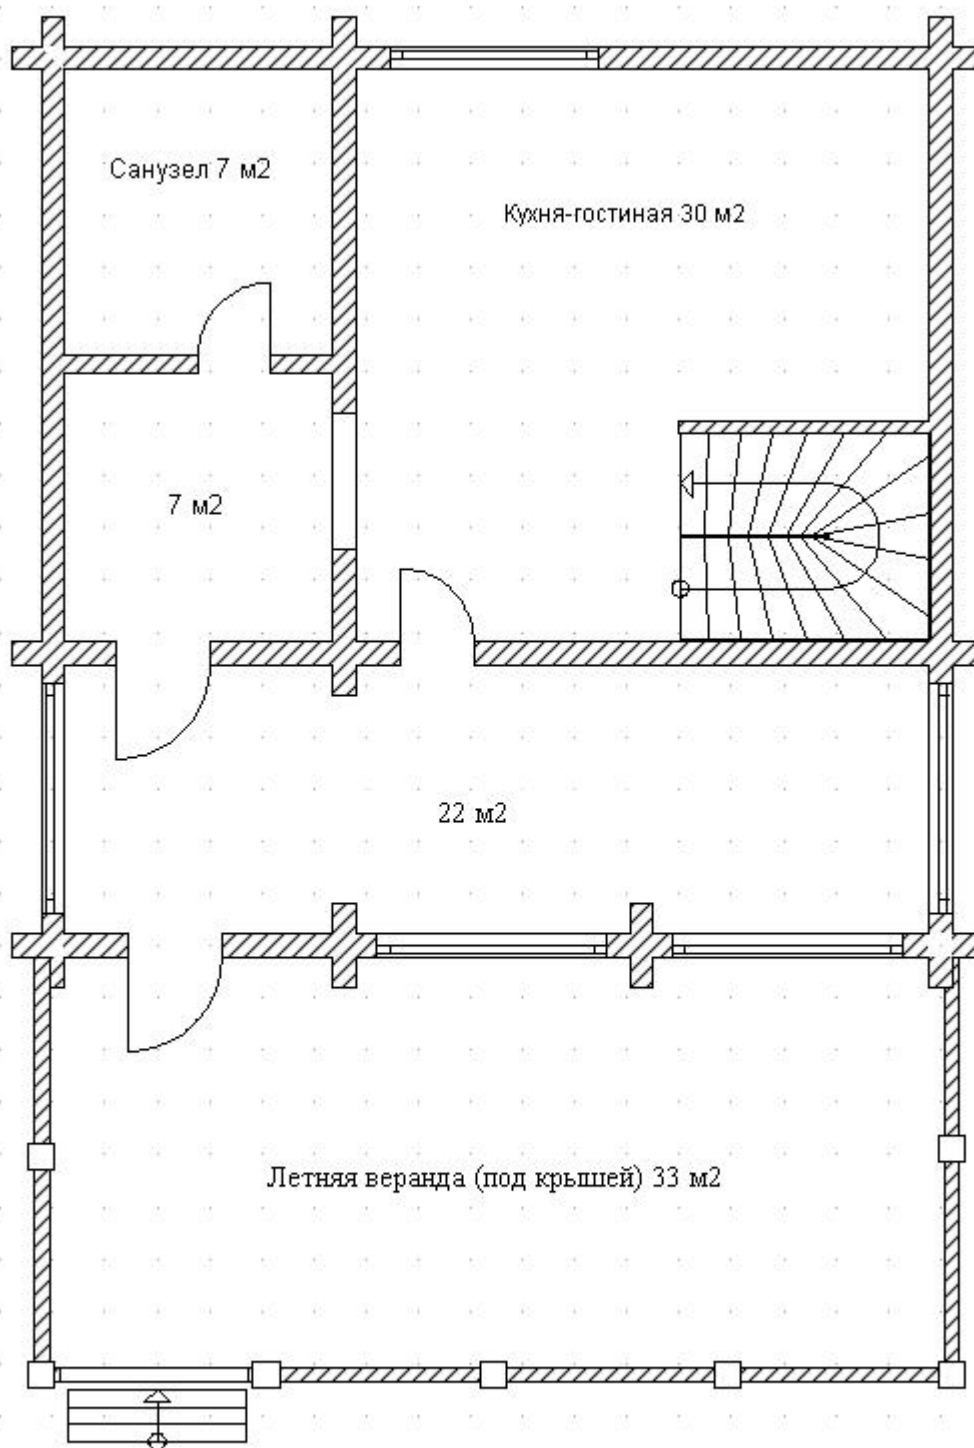 Санузел 7 м2
Кухня-гостиная 30 м2
7 м2
22 м2
Летняя веранда (под крышей) 33 м2